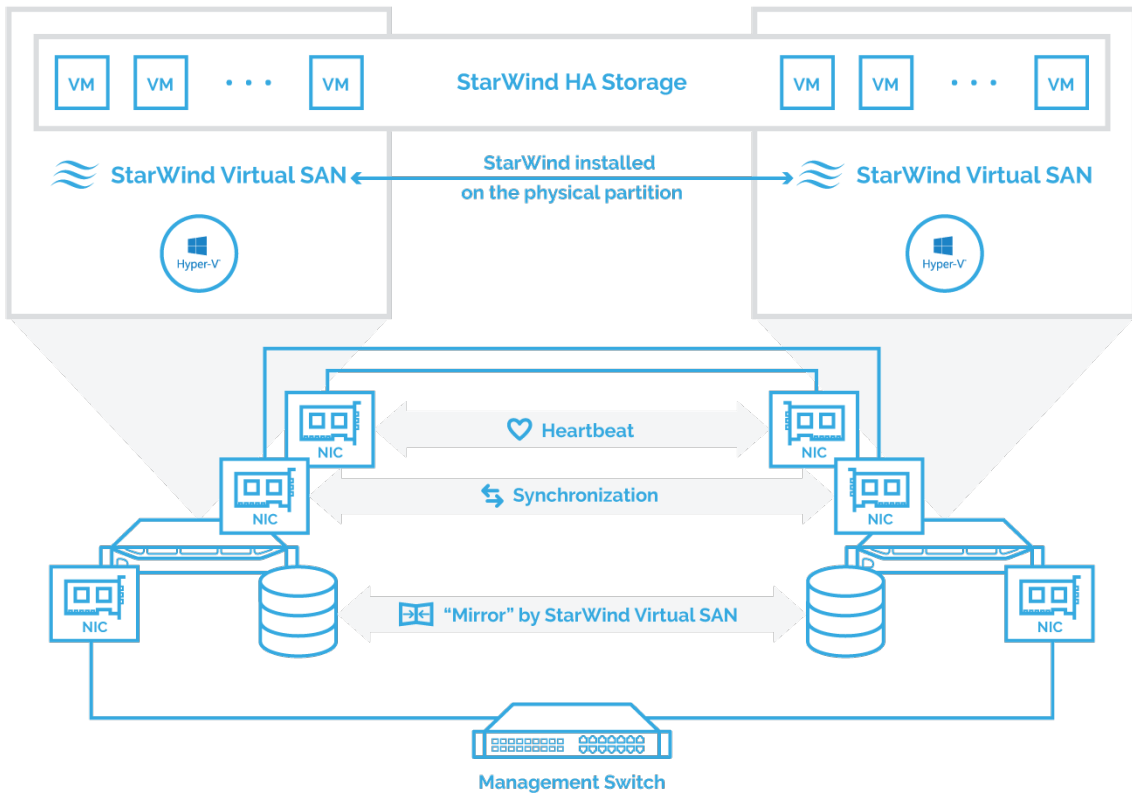 VM VM VM StarWind HA Storage VM VM VM
StarWind Virtual SAN StarWind installed StarWind Virtual SAN
on the physical partition
Hyper-V Hyper-V
NIC Heartbeat NIC
NIC Synchronization NIC
NIC "Mirror" by StarWind Virtual SAN NIC
Management Switch